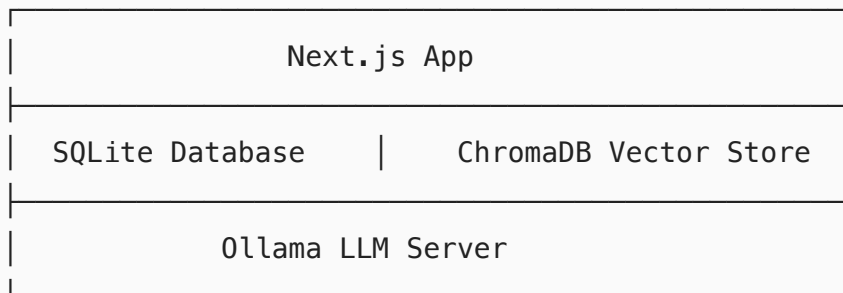 Next.js App
SQLite Database │ ChromaDB Vector Store
Ollama LLM Server